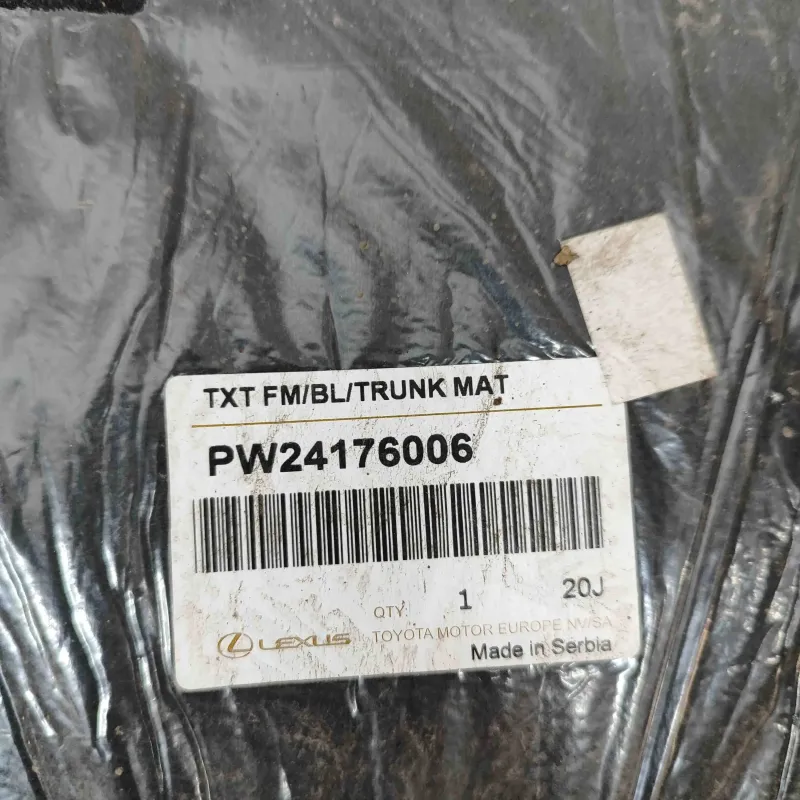 TXT FM/BL/TRUNK MAT
PW24176006
QTY 1 20J
LEXUS TOYOTA MOTOR EUROPE NV/SA
Made in Serbia